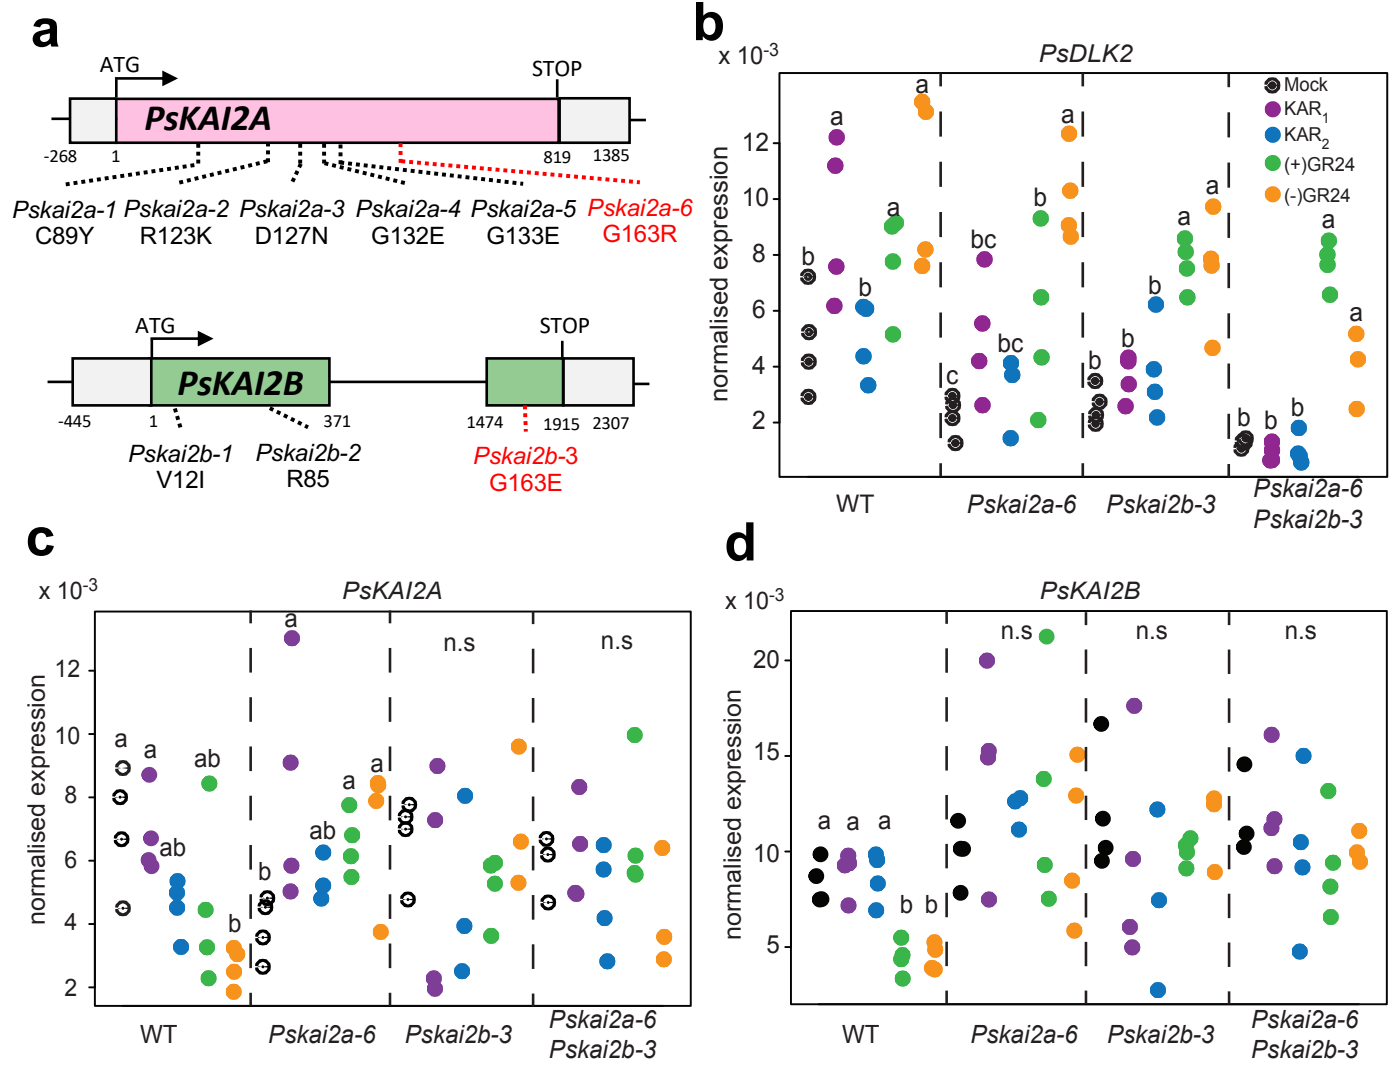 a
ATG
STOP
PsKAI2A
-268 1 819 1385
Pskai2a-1 Pskai2a-2 Pskai2a-3 Pskai2a-4 Pskai2a-5 Pskai2a-6
C89Y R123K D127N G132E G133E G163R
ATG
STOP
PsKAI2B
-445 1 371 1474 1915 2307
Pskai2b-1 Pskai2b-2 Pskai2b-3
V12I R85 G163E
b
x 10-3
PsDLK2
normalised expression
12
10
8
6
4
2
Mock
KAR1
KAR2
(+)GR24
(-)GR24
b a b a a
c bc bc b a
b b b a a
b b b a a
WT Pskai2a-6 Pskai2b-3 Pskai2a-6
Pskai2b-3
c
x 10-3
PsKAI2A
normalised expression
12
10
8
6
4
2
a a ab ab b
b a ab a a
n.s
n.s
WT Pskai2a-6 Pskai2b-3 Pskai2a-6
Pskai2b-3
d
x 10-3
PsKAI2B
normalised expression
20
15
10
5
a a a b b
n.s
n.s
n.s
WT Pskai2a-6 Pskai2b-3 Pskai2a-6
Pskai2b-3